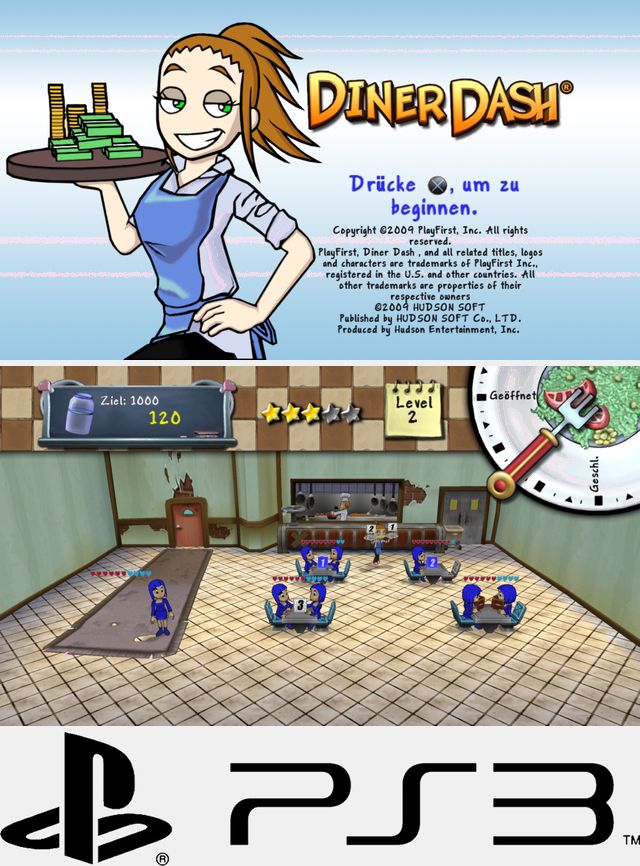 DINER DASH®
Drücke , um zu
beginnen.
Copyright ©2009 PlayFirst, Inc. All rights
reserved.
PlayFirst, Diner Dash , and all related titles, logos
and characters are trademarks of PlayFirst Inc.,
registered in the U.S. and other countries. All
other trademarks are properties of their
respective owners
©2009 HUDSON SOFT
Published by HUDSON SOFT Co., LTD.
Produced by Hudson Entertainment, Inc.
Ziel: 1000
120
Level
2
Geöffnet
Geschl.
2 1
1
2
3
PS3™
®